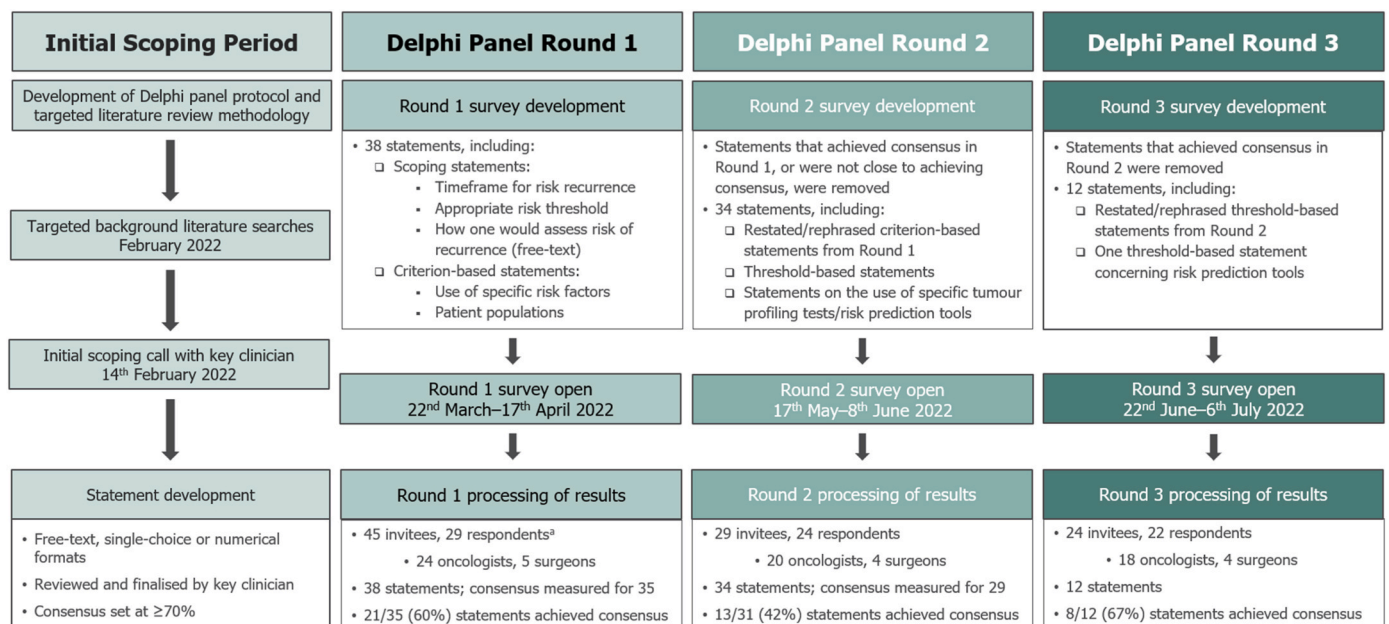 Initial Scoping Period
Development of Delphi panel protocol and
targeted literature review methodology
Targeted background literature searches
February 2022
Initial scoping call with key clinician
14th February 2022
Statement development
• Free-text, single-choice or numerical
formats
• Reviewed and finalised by key clinician
• Consensus set at ≥70%
Delphi Panel Round 1
Round 1 survey development
• 38 statements, including:
❑ Scoping statements:
▪ Timeframe for risk recurrence
▪ Appropriate risk threshold
▪ How one would assess risk of
recurrence (free-text)
❑ Criterion-based statements:
▪ Use of specific risk factors
▪ Patient populations
Round 1 survey open
22nd March–17th April 2022
Round 1 processing of results
• 45 invitees, 29 respondentsa
• 24 oncologists, 5 surgeons
• 38 statements; consensus measured for 35
• 21/35 (60%) statements achieved consensus
Delphi Panel Round 2
Round 2 survey development
• Statements that achieved consensus in
Round 1, or were not close to achieving
consensus, were removed
• 34 statements, including:
❑ Restated/rephrased criterion-based
statements from Round 1
❑ Threshold-based statements
❑ Statements on the use of specific tumour
profiling tests/risk prediction tools
Round 2 survey open
17th May–8th June 2022
Round 2 processing of results
• 29 invitees, 24 respondents
• 20 oncologists, 4 surgeons
• 34 statements; consensus measured for 29
• 13/31 (42%) statements achieved consensus
Delphi Panel Round 3
Round 3 survey development
• Statements that achieved consensus in
Round 2 were removed
• 12 statements, including:
❑ Restated/rephrased threshold-based
statements from Round 2
❑ One threshold-based statement
concerning risk prediction tools
Round 3 survey open
22nd June–6th July 2022
Round 3 processing of results
• 24 invitees, 22 respondents
• 18 oncologists, 4 surgeons
• 12 statements
• 8/12 (67%) statements achieved consensus